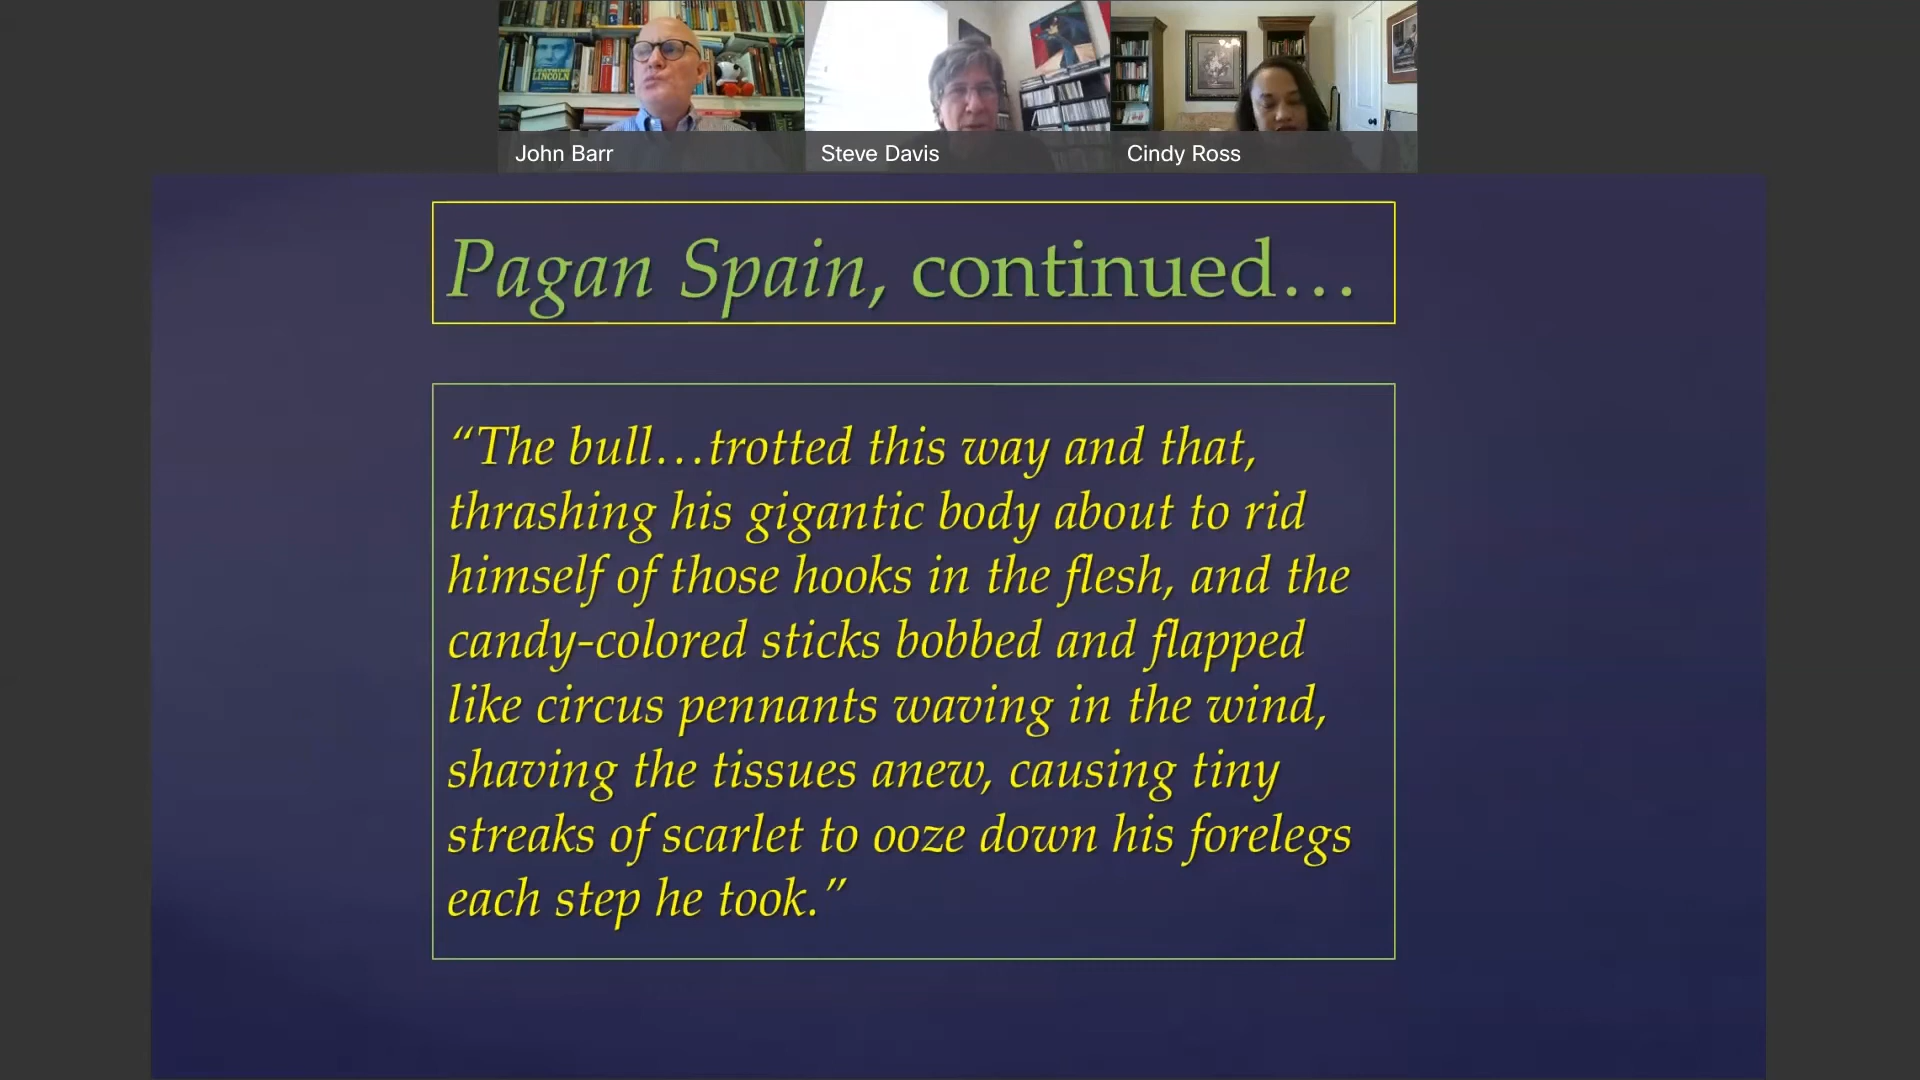 LOATHING
LINCOLN
John Barr
Steve Davis
Cindy Ross
Pagan Spain, continued…
“The bull…trotted this way and that,
thrashing his gigantic body about to rid
himself of those hooks in the flesh, and the
candy-colored sticks bobbed and flapped
like circus pennants waving in the wind,
shaving the tissues anew, causing tiny
streaks of scarlet to ooze down his forelegs
each step he took.”